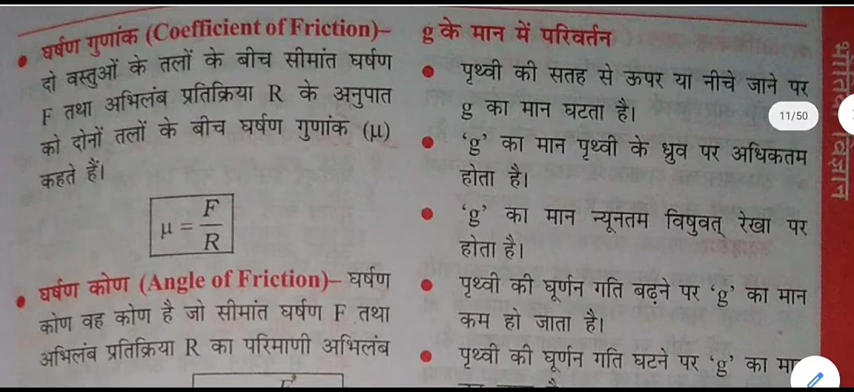 घर्षण गुणांक (Coefficient of Friction)–
दो वस्तुओं के तलों के बीच सीमांत घर्षण
F तथा अभिलंब प्रतिक्रिया R के अनुपात
को दोनों तलों के बीच घर्षण गुणांक (μ)
कहते हैं।
μ = F/R
घर्षण कोण (Angle of Friction)– घर्षण
कोण वह कोण है जो सीमांत घर्षण F तथा
अभिलंब प्रतिक्रिया R का परिमाणी अभिलंब
g के मान में परिवर्तन
पृथ्वी की सतह से ऊपर या नीचे जाने पर
g का मान घटता है।
‘g’ का मान पृथ्वी के ध्रुव पर अधिकतम
होता है।
‘g’ का मान न्यूनतम विषुवत् रेखा पर
होता है।
पृथ्वी की घूर्णन गति बढ़ने पर ‘g’ का मान
कम हो जाता है।
पृथ्वी की घूर्णन गति घटने पर ‘g’ का
11/50
भौतिक विज्ञान